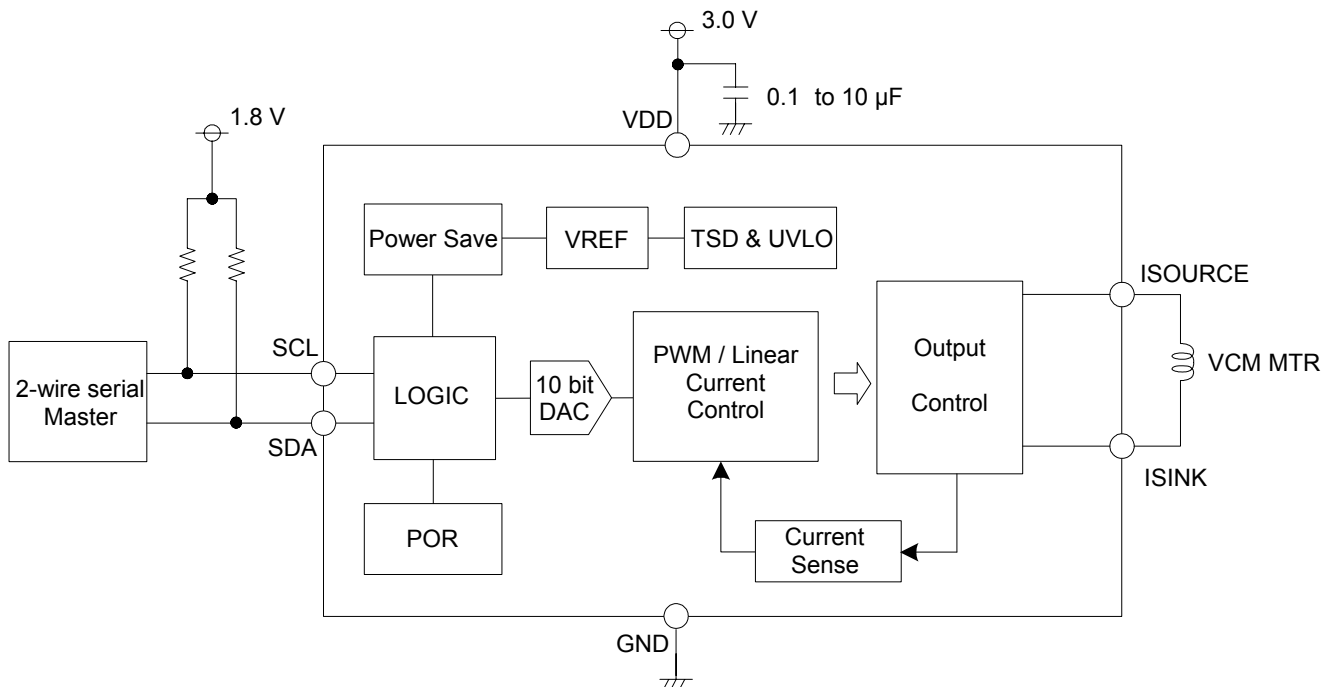 3.0 V
0.1 to 10 µF
VDD
1.8 V
Power Save
VREF
TSD & UVLO
ISOURCE
SCL
2-wire serial
Master
LOGIC
10 bit
DAC
PWM / Linear
Current
Control
Output
Control
VCM MTR
SDA
ISINK
POR
Current
Sense
GND